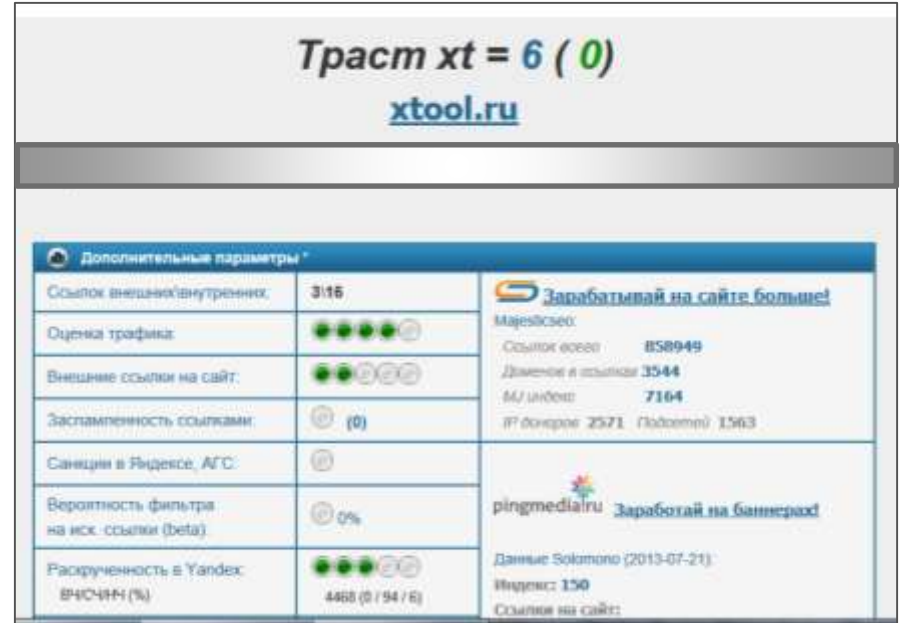 Траст xt = 6 ( 0)
xtool.ru
Дополнительные параметры *
Ссылок внешних\внутренних: 3\16
Оценка трафика:
Внешние ссылки на сайт:
Заспамленность ссылками: (0)
Санкции в Яндексе, АГС:
Вероятность фильтра
на иск. ссылки (beta): 0%
Раскрученность в Yandex:
ВЧ/СЧ/НЧ (%) 4468 (0 / 94 / 6)
Зарабатывай на сайте больше!
Majesticseo:
Ссылок всего 858949
Доменов в ссылках 3544
MJ индекс 7164
IP доноров 2571 Подсетей 1563
pingmedia!ru Заработай на баннерах!
Данные Solomono (2013-07-21):
Индекс: 150
Ссылки на сайт: